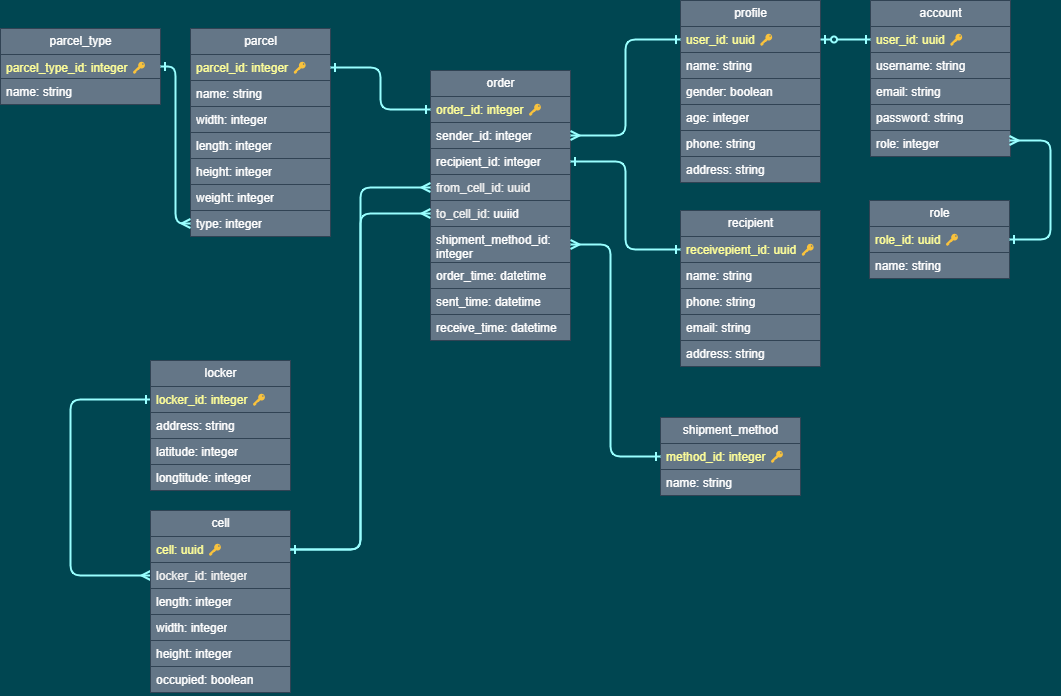 parcel_type
parcel_type_id: integer 🔑
name: string
parcel
parcel_id: integer 🔑
name: string
width: integer
length: integer
height: integer
weight: integer
type: integer
order
order_id: integer 🔑
sender_id: integer
recipient_id: integer
from_cell_id: uuid
to_cell_id: uuiid
shipment_method_id:
integer
order_time: datetime
sent_time: datetime
receive_time: datetime
profile
user_id: uuid 🔑
name: string
gender: boolean
age: integer
phone: string
address: string
account
user_id: uuid 🔑
username: string
email: string
password: string
role: integer
recipient
receivepient_id: uuid 🔑
name: string
phone: string
email: string
address: string
role
role_id: uuid 🔑
name: string
locker
locker_id: integer 🔑
address: string
latitude: integer
longtitude: integer
shipment_method
method_id: integer 🔑
name: string
cell
cell: uuid 🔑
locker_id: integer
length: integer
width: integer
height: integer
occupied: boolean